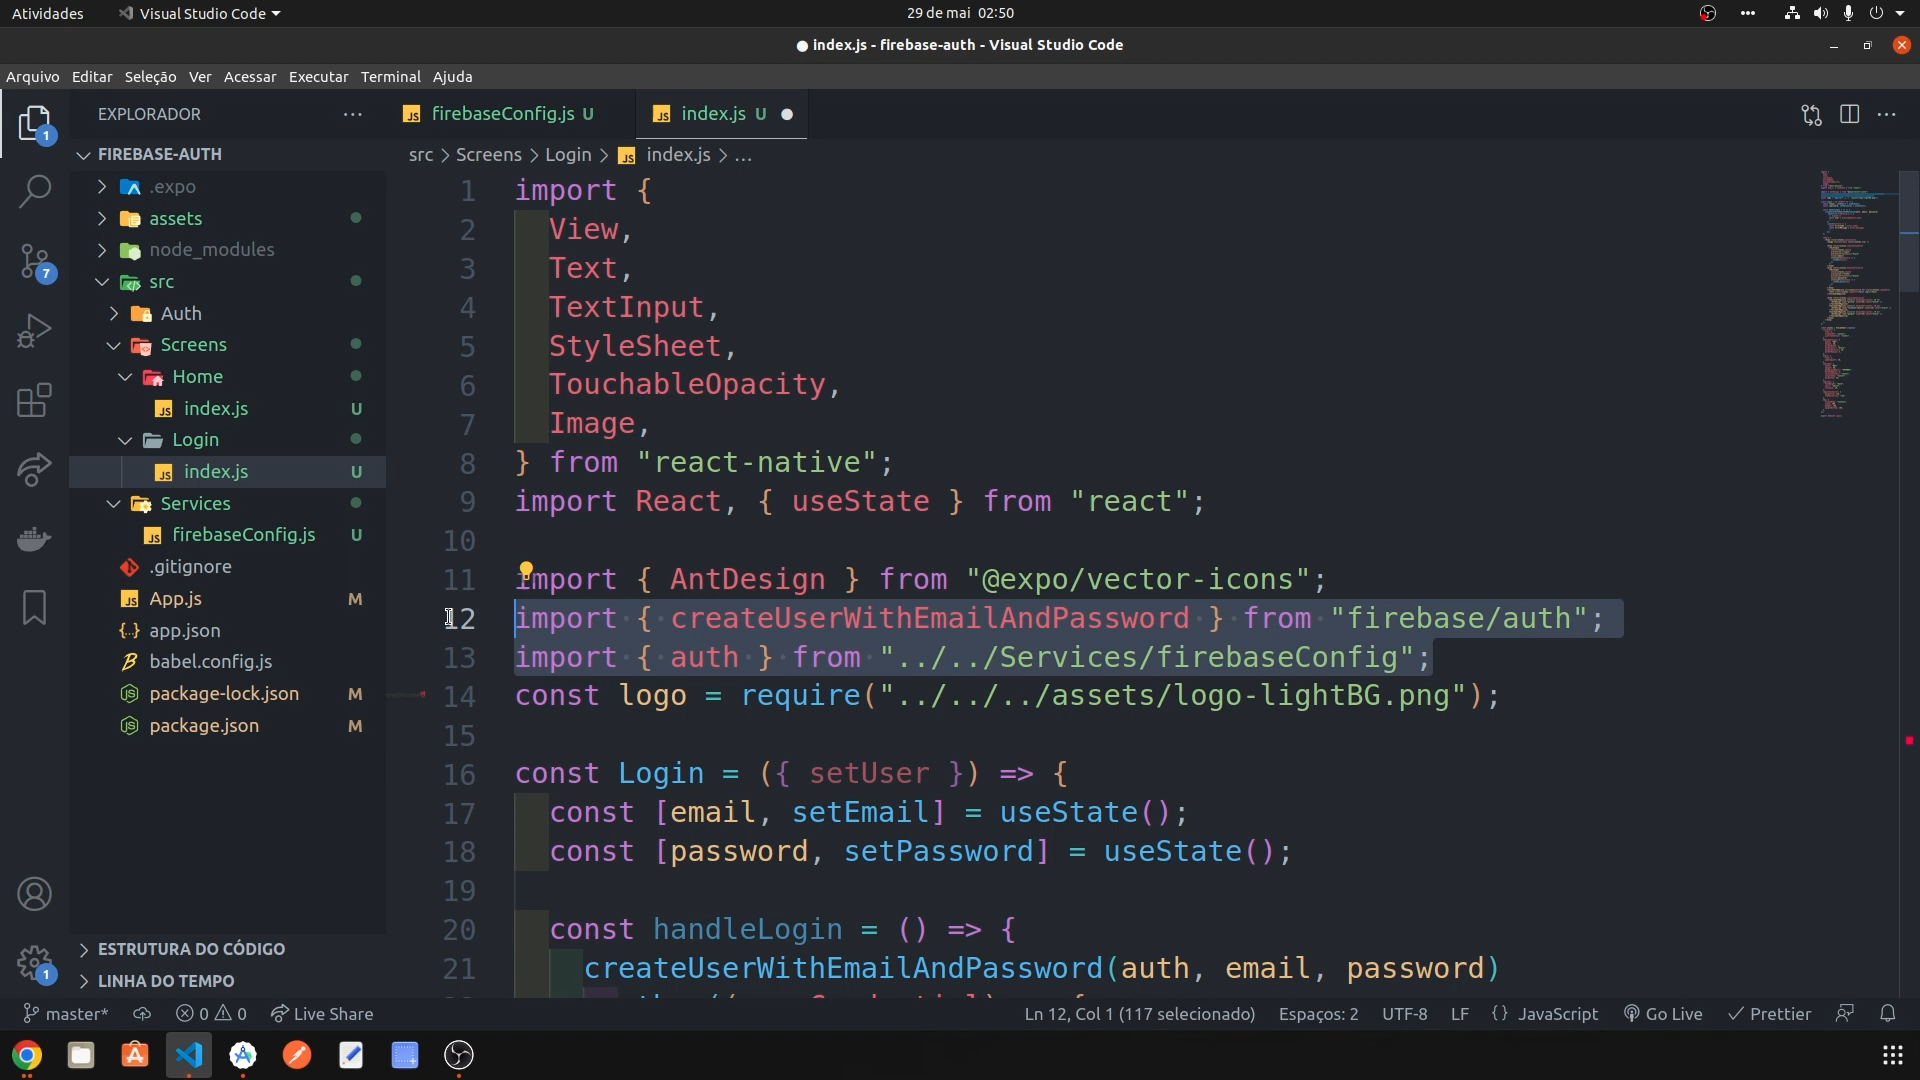 Atividades
Visual Studio Code
29 de mai 02:50
● index.js - firebase-auth - Visual Studio Code
Arquivo Editar Seleção Ver Acessar Executar Terminal Ajuda
1
7
1
EXPLORADOR
FIREBASE-AUTH
.expo
assets
node_modules
src
Auth
Screens
Home
index.js U
Login
index.js U
Services
firebaseConfig.js U
.gitignore
App.js M
app.json
babel.config.js
package-lock.json M
package.json M
ESTRUTURA DO CÓDIGO
LINHA DO TEMPO
firebaseConfig.js U
index.js U ●
src > Screens > Login > index.js > ...
1 import {
2 View,
3 Text,
4 TextInput,
5 StyleSheet,
6 TouchableOpacity,
7 Image,
8 } from "react-native";
9 import React, { useState } from "react";
10
11 import { AntDesign } from "@expo/vector-icons";
12 import { createUserWithEmailAndPassword } from "firebase/auth";
13 import { auth } from "../../Services/firebaseConfig";
14 const logo = require("../../../assets/logo-lightBG.png");
15
16 const Login = ({ setUser }) => {
17 const [email, setEmail] = useState();
18 const [password, setPassword] = useState();
19
20 const handleLogin = () => {
21 createUserWithEmailAndPassword(auth, email, password)
master* 0 0 Live Share
Ln 12, Col 1 (117 selecionado) Espaços: 2 UTF-8 LF {} JavaScript Go Live Prettier